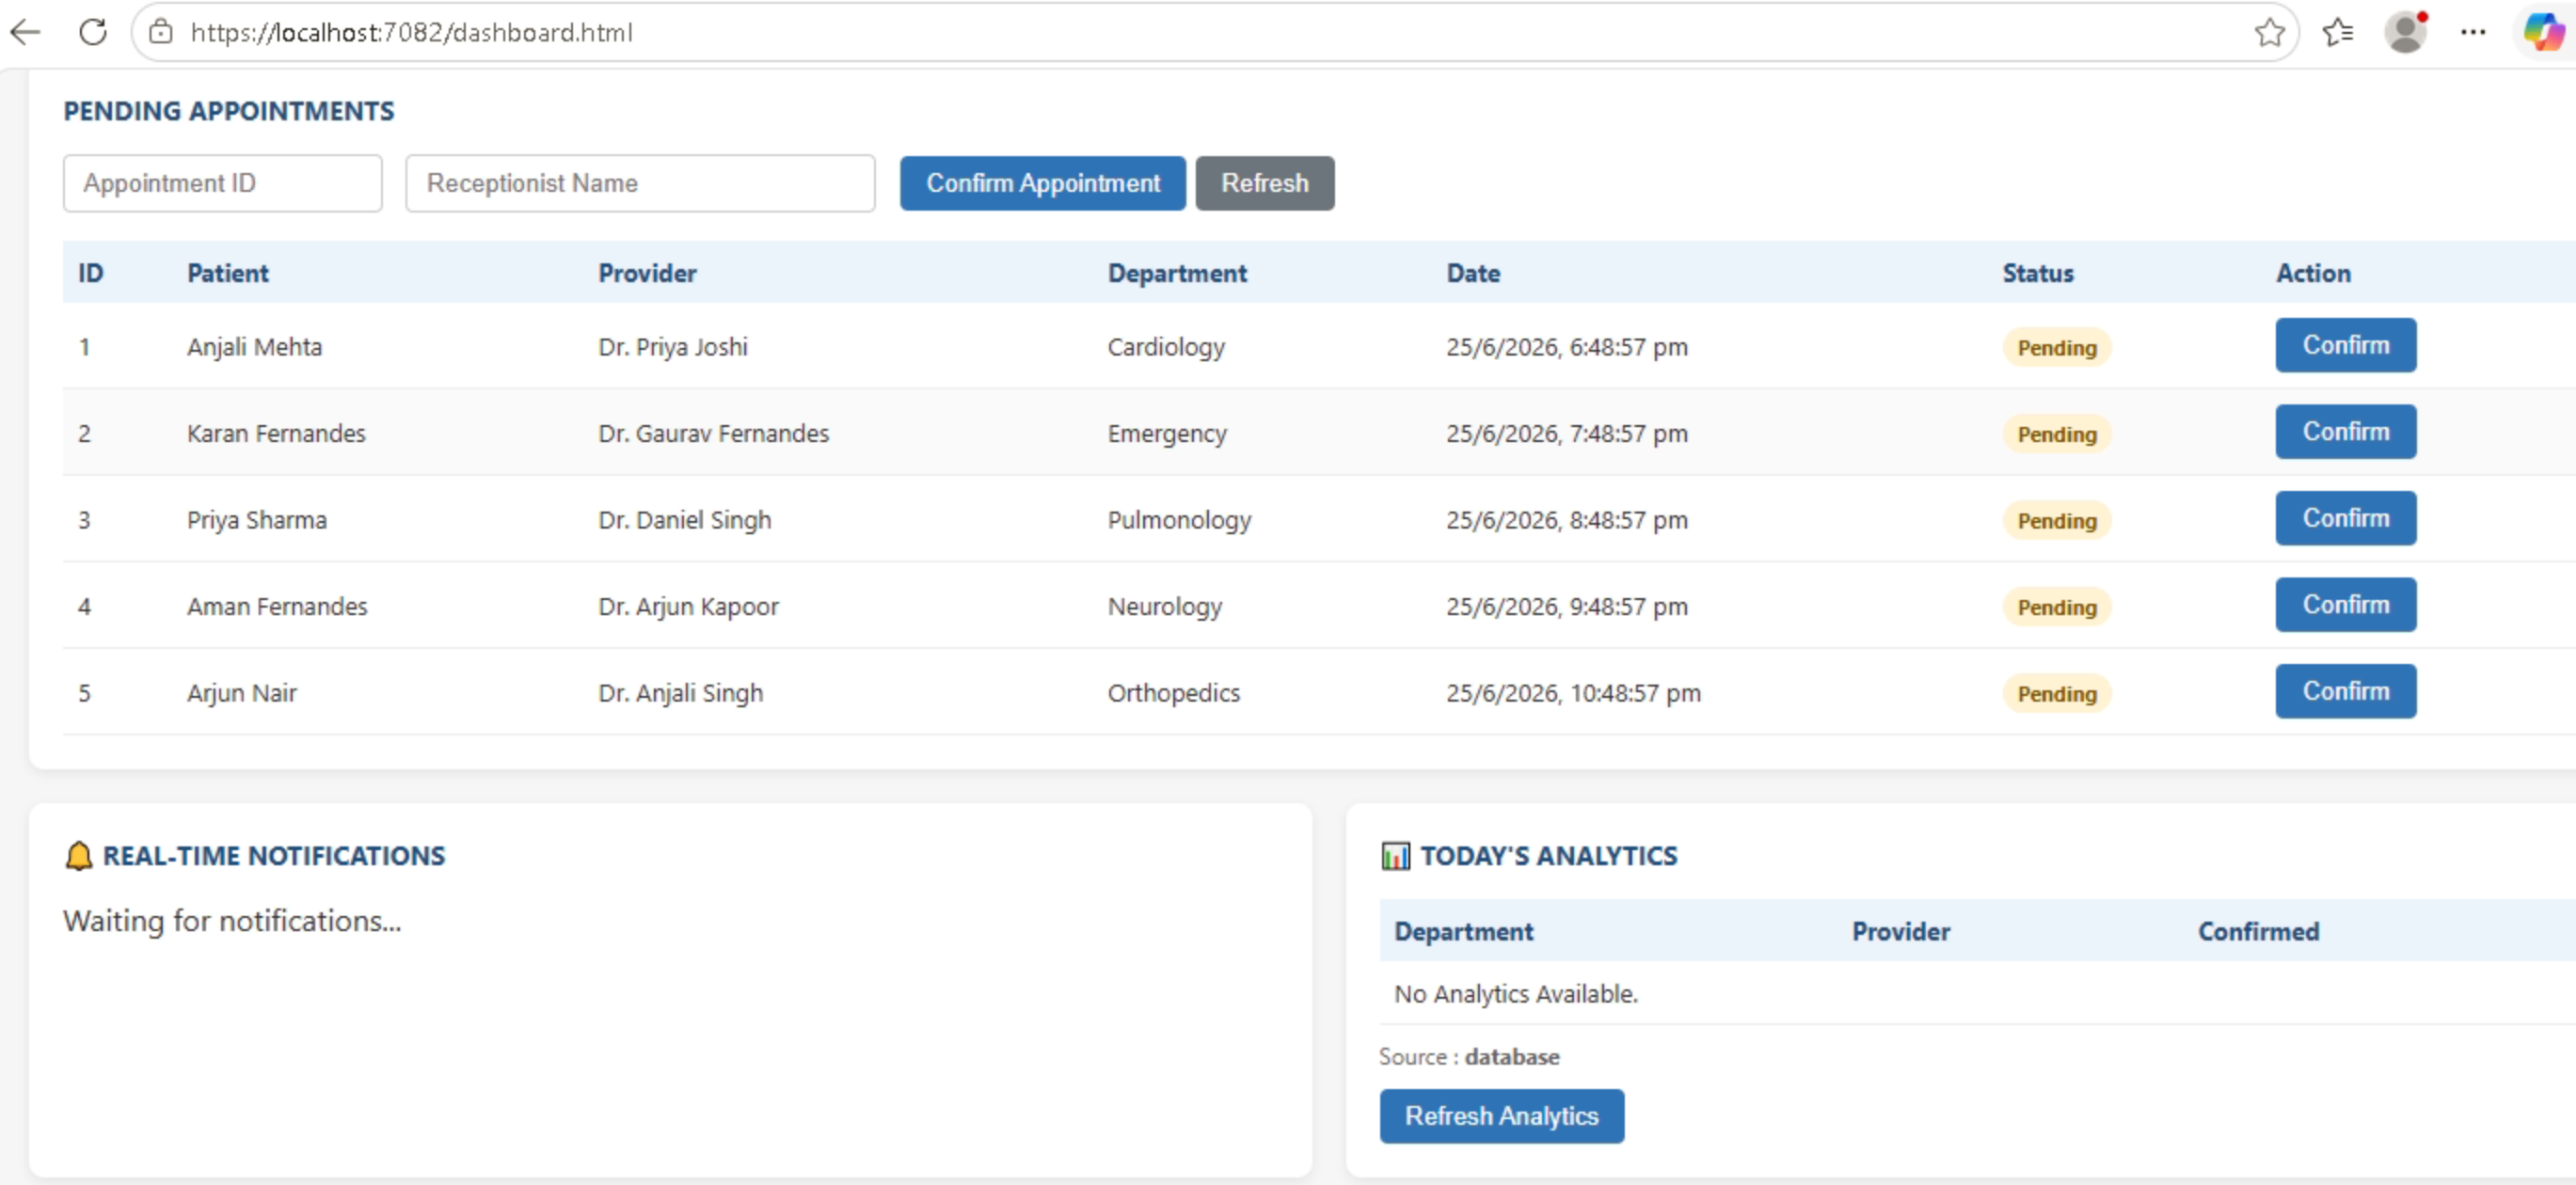 https://localhost:7082/dashboard.html
PENDING APPOINTMENTS
Appointment ID Receptionist Name Confirm Appointment Refresh
ID Patient Provider Department Date Status Action
1 Anjali Mehta Dr. Priya Joshi Cardiology 25/6/2026, 6:48:57 pm Pending Confirm
2 Karan Fernandes Dr. Gaurav Fernandes Emergency 25/6/2026, 7:48:57 pm Pending Confirm
3 Priya Sharma Dr. Daniel Singh Pulmonology 25/6/2026, 8:48:57 pm Pending Confirm
4 Aman Fernandes Dr. Arjun Kapoor Neurology 25/6/2026, 9:48:57 pm Pending Confirm
5 Arjun Nair Dr. Anjali Singh Orthopedics 25/6/2026, 10:48:57 pm Pending Confirm
REAL-TIME NOTIFICATIONS
Waiting for notifications...
TODAY'S ANALYTICS
Department Provider Confirmed
No Analytics Available.
Source : database
Refresh Analytics